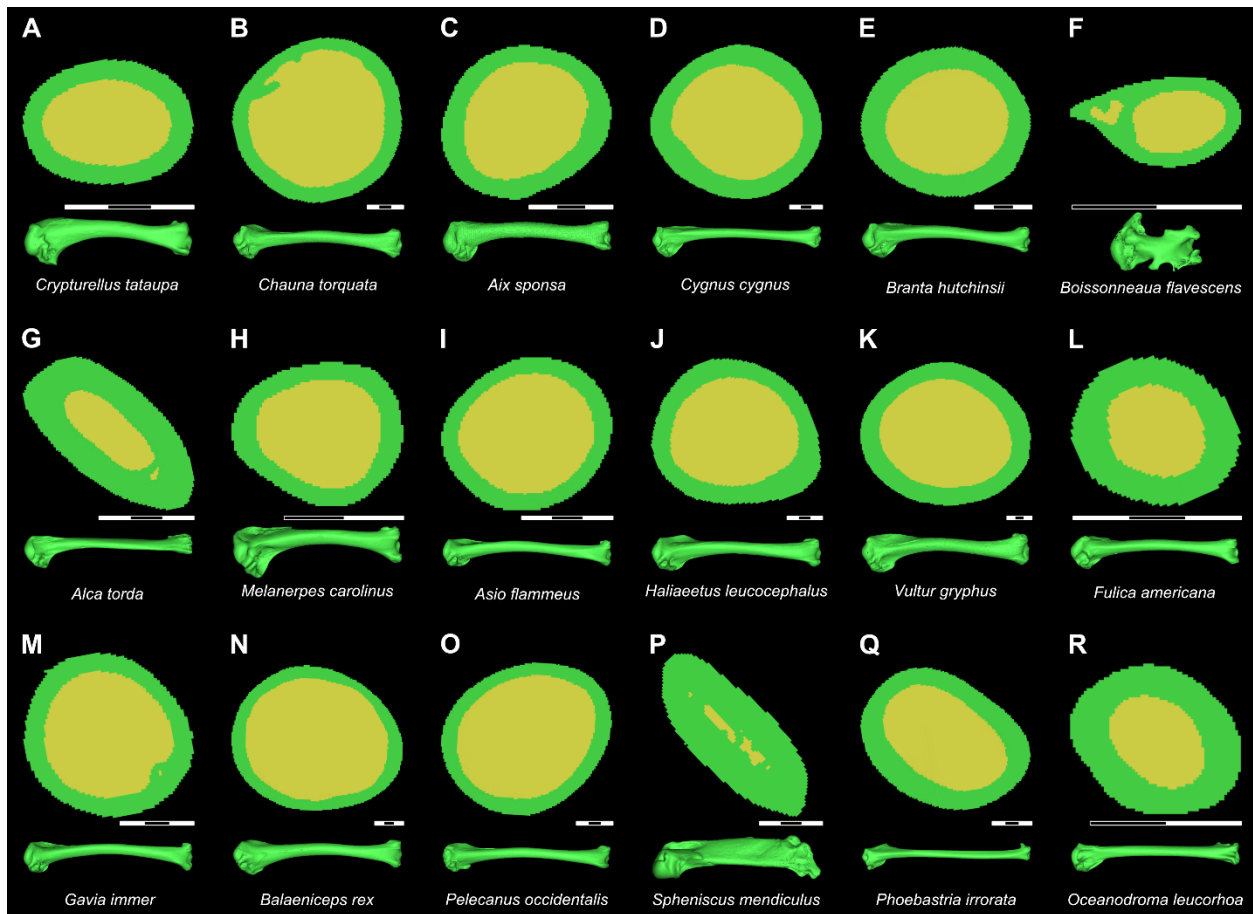 A B C D E F
Crypturellus tataupa Chauna torquata Aix sponsa Cygnus cygnus Branta hutchinsii Boissonneaua flavescens
G H I J K L
Alca torda Melanerpes carolinus Asio flammeus Haliaeetus leucocephalus Vultur gryphus Fulica americana
M N O P Q R
Gavia immer Balaeniceps rex Pelecanus occidentalis Spheniscus mendiculus Phoebastria irrorata Oceanodroma leucorhoa